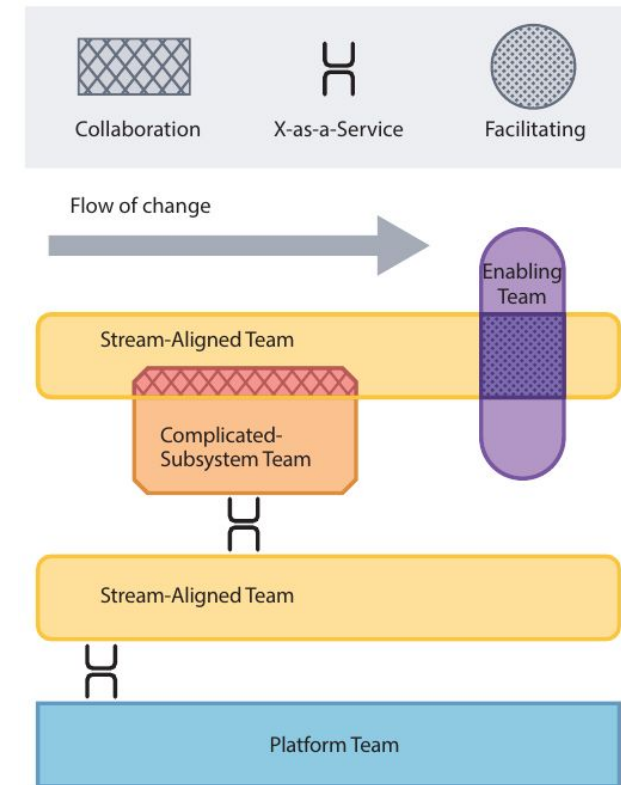 Collaboration
X-as-a-Service
Facilitating
Flow of change
Enabling
Team
Stream-Aligned Team
Complicated-
Subsystem Team
Stream-Aligned Team
Platform Team